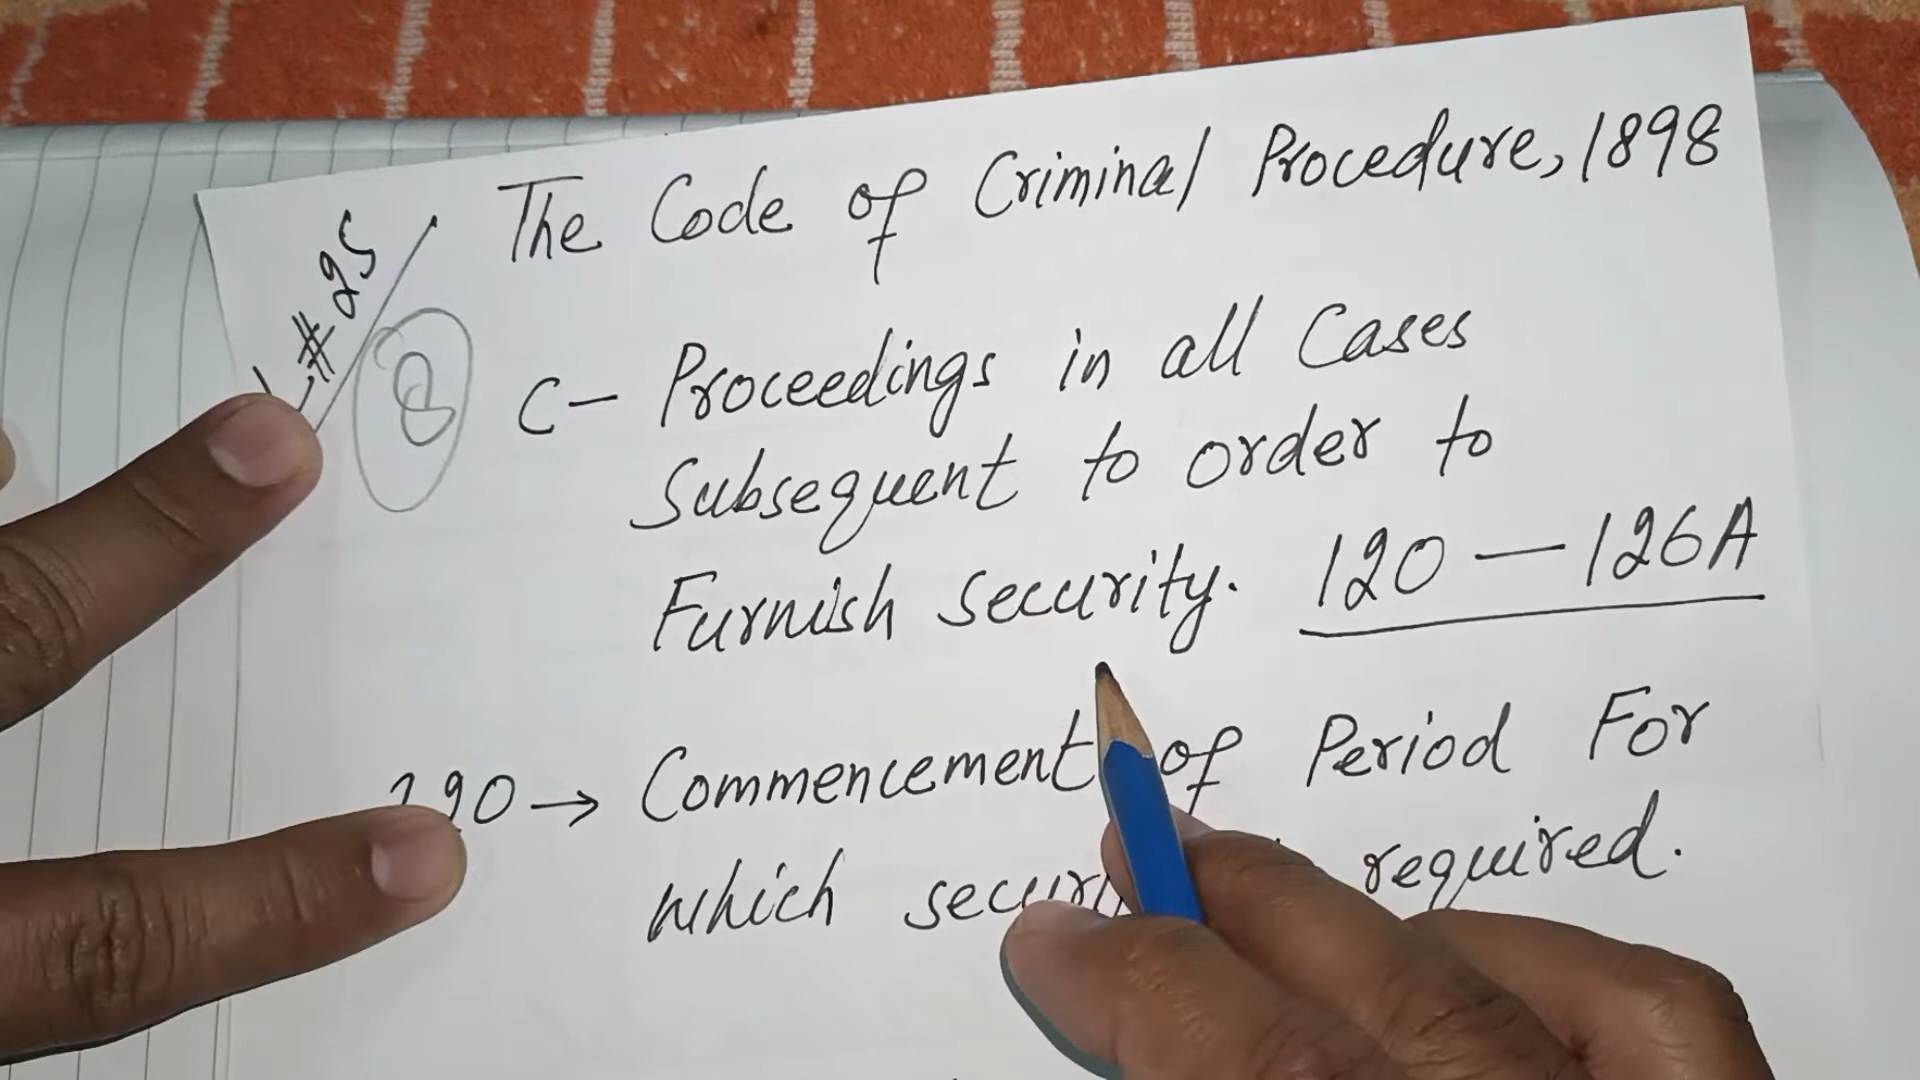 The Code of Criminal Procedure, 1898
# 25
8
C- Proceedings in all Cases
Subsequent to order to
Furnish security. 120 — 126A
120 → Commencement of Period For
which required.